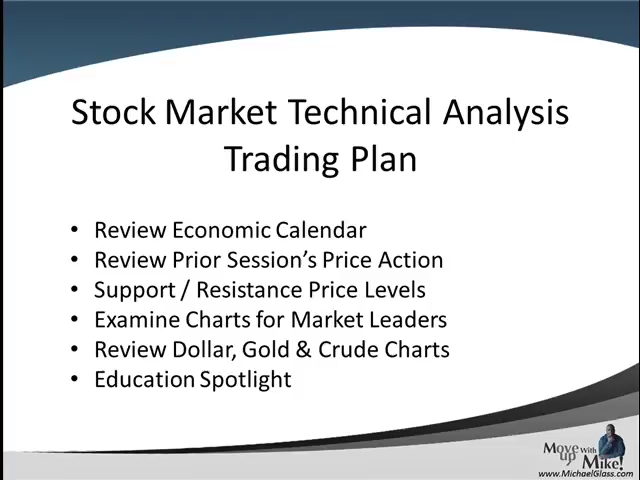 Stock Market Technical Analysis
Trading Plan
• Review Economic Calendar
• Review Prior Session's Price Action
• Support / Resistance Price Levels
• Examine Charts for Market Leaders
• Review Dollar, Gold & Crude Charts
• Education Spotlight
Move up With Mike!
www.MichaelGlass.com